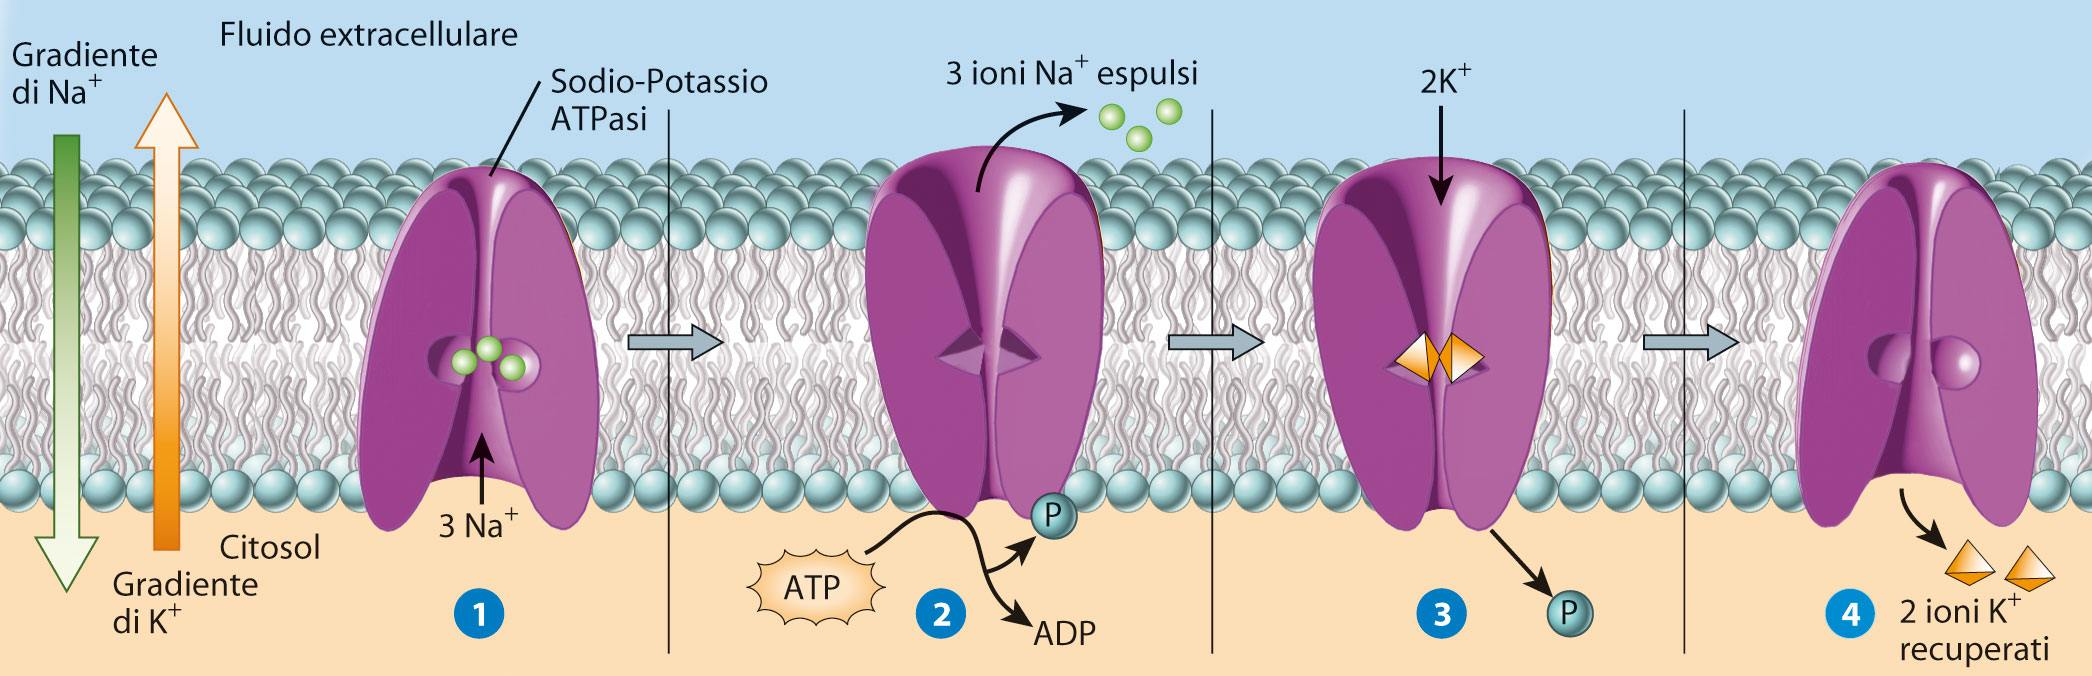 Gradiente
di Na+
Fluido extracellulare
Sodio-Potassio
ATPasi
3 Na+
Citosol
Gradiente
di K+
1
3 ioni Na+ espulsi
P
ATP
ADP
2
2K+
P
3
4
2 ioni K+
recuperati